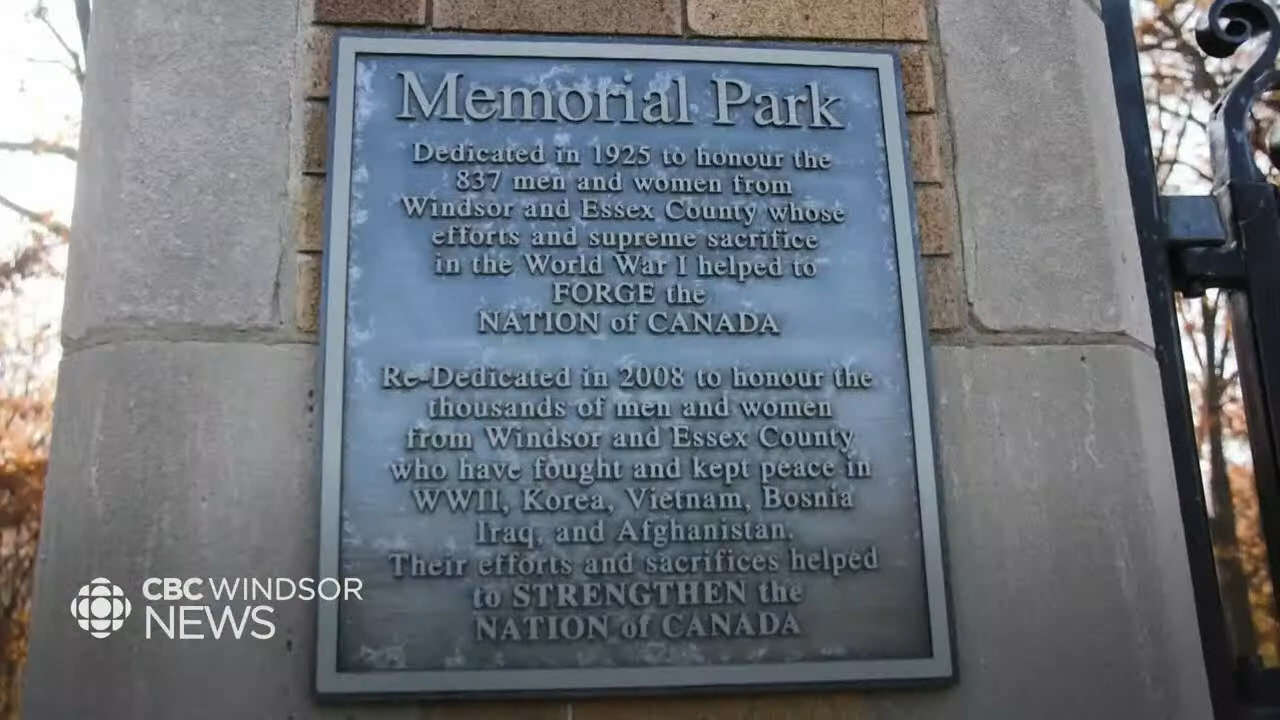 Memorial Park
Dedicated in 1925 to honour the
837 men and women from
Windsor and Essex County whose
efforts and supreme sacrifice
in the World War I helped to
FORGE the
NATION of CANADA
Re-Dedicated in 2008 to honour the
thousands of men and women
from Windsor and Essex County
who have fought and kept peace in
WWII, Korea, Vietnam, Bosnia
Iraq, and Afghanistan.
Their efforts and sacrifices helped
to STRENGTHEN the
NATION of CANADA
CBC WINDSOR
NEWS